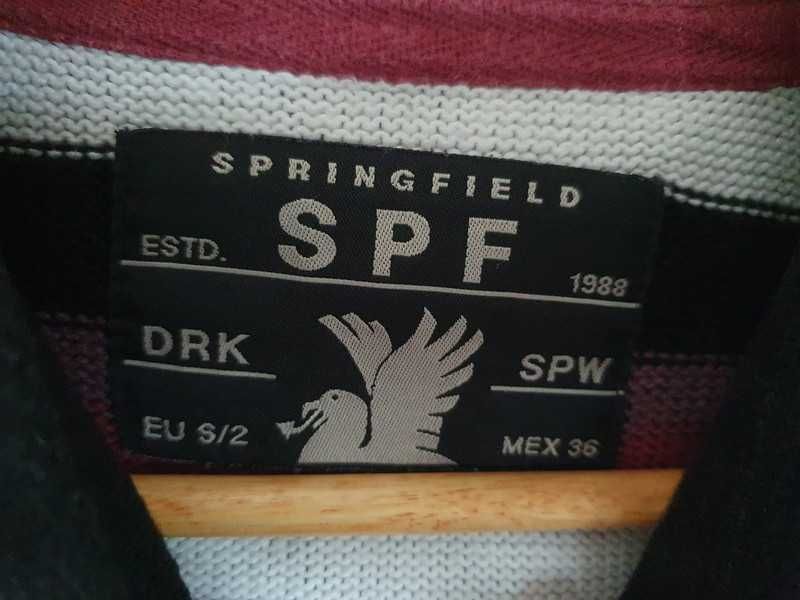 SPRINGFIELD
SPF
ESTD. 1988
DRK SPW
EU S/2 MEX 36